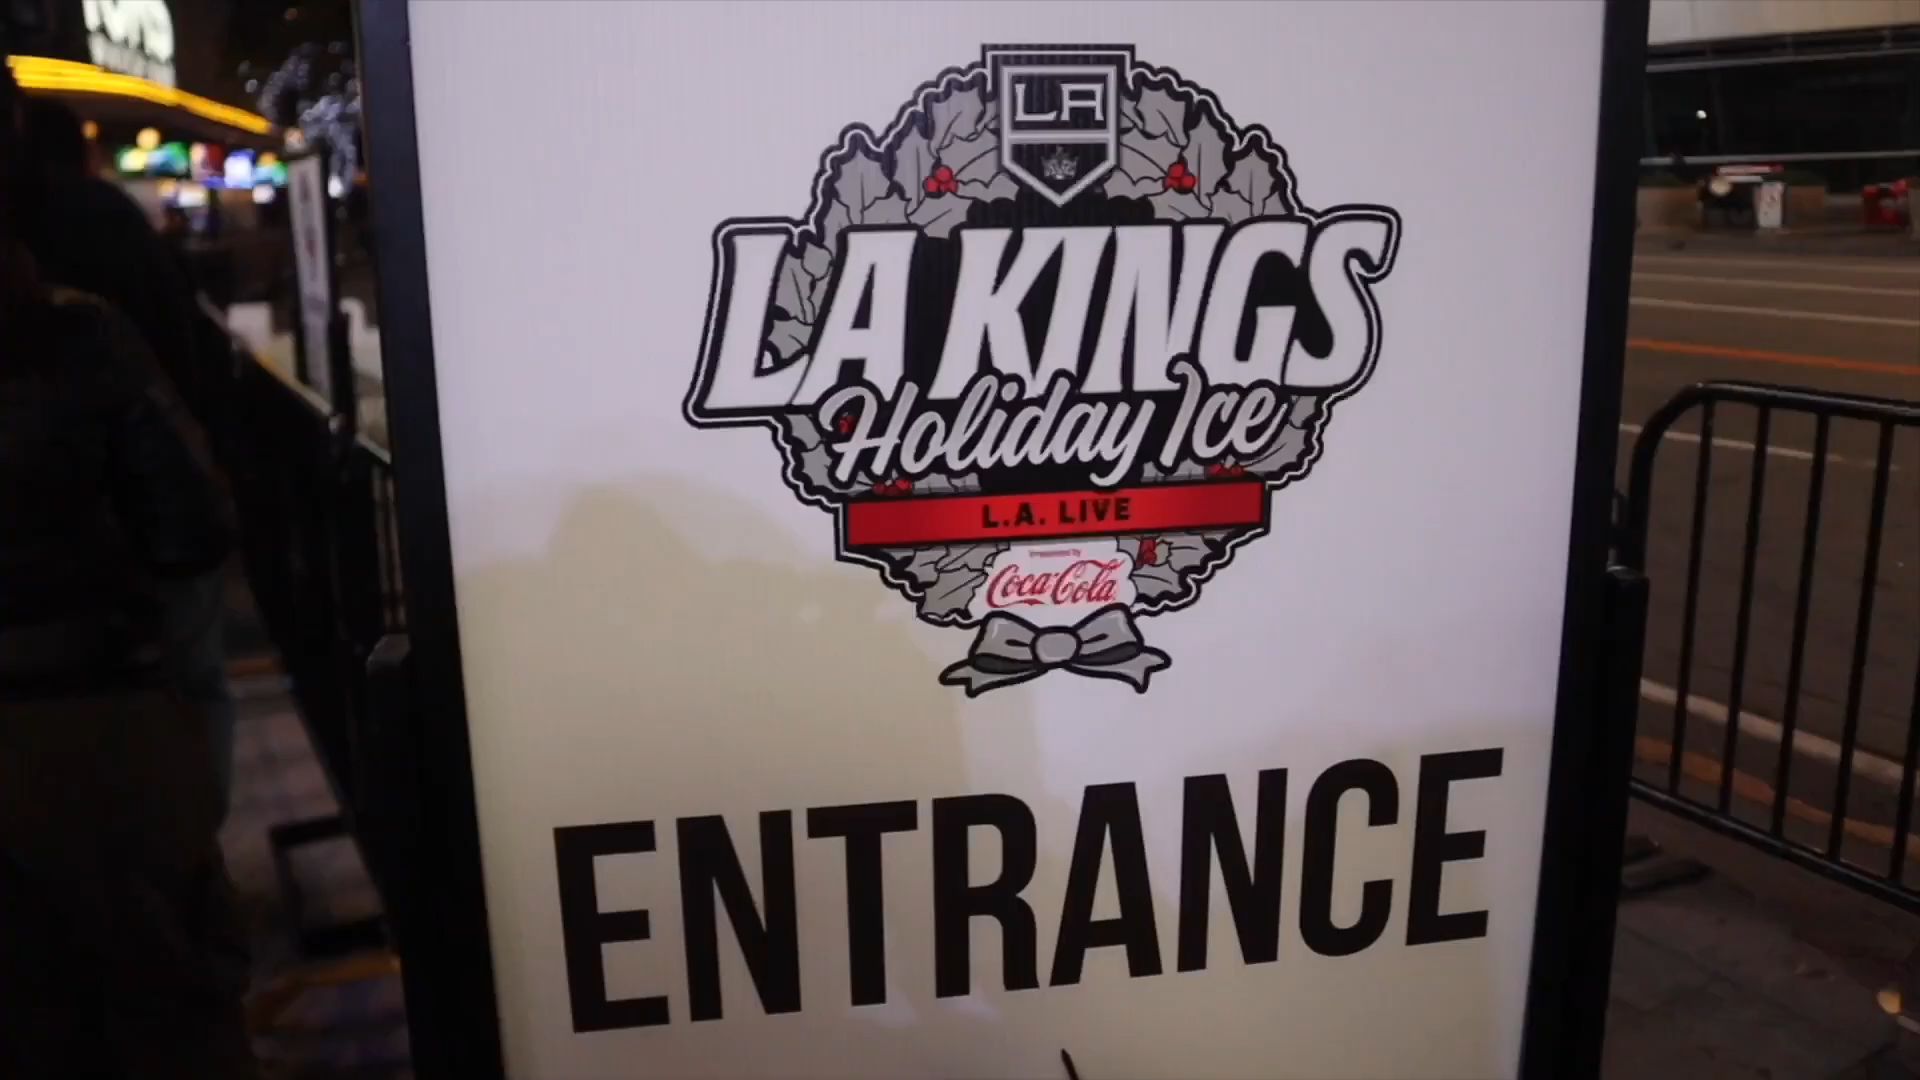 LA
LA KINGS
Holiday Ice
L.A. LIVE
Presented by
Coca-Cola
ENTRANCE